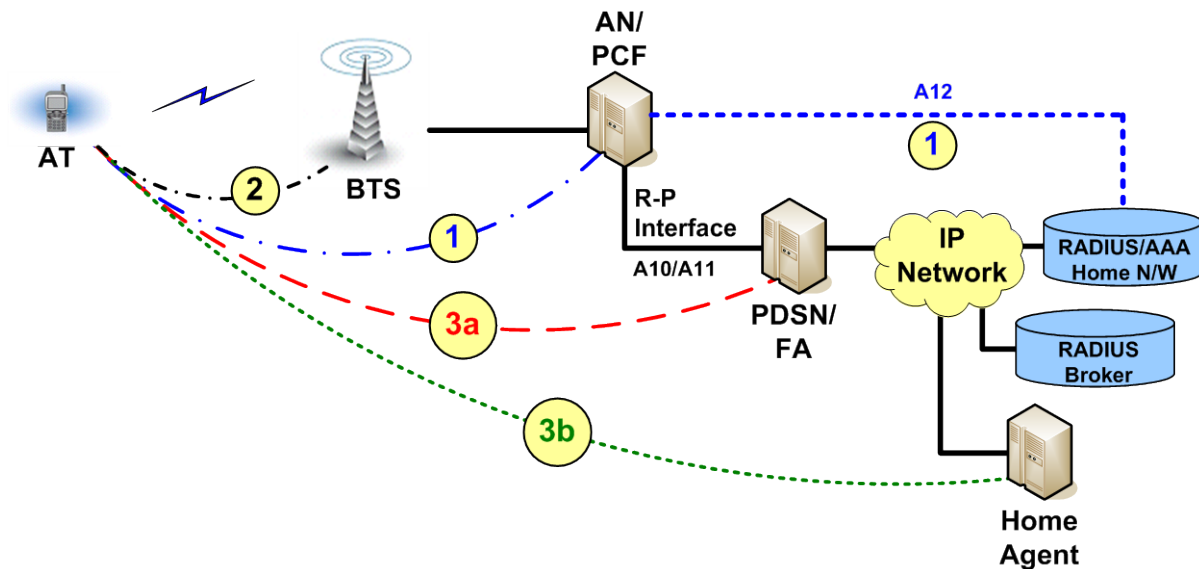 AN/
PCF
A12
1
AT
BTS
2
R-P
Interface
A10/A11
1
IP
Network
RADIUS/AAA
Home N/W
3a
PDSN/
FA
RADIUS
Broker
3b
Home
Agent